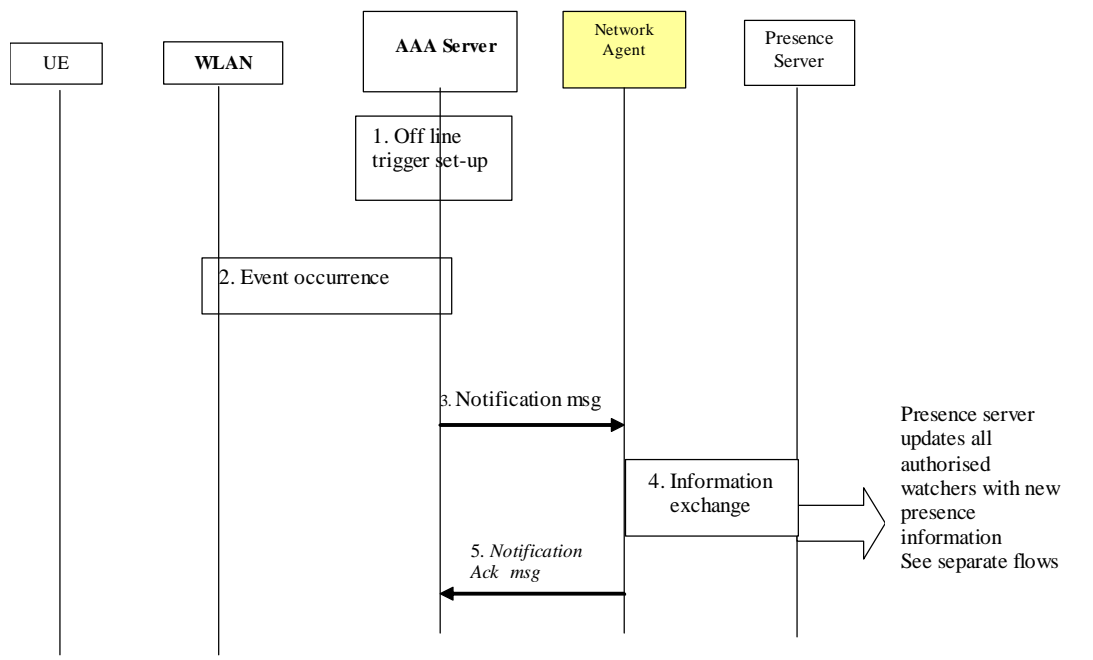 UE
WLAN
AAA Server
Network
Agent
Presence
Server
1. Off line
trigger set-up
2. Event occurrence
3. Notification msg
4. Information
exchange
5. Notification
Ack msg
Presence server
updates all
authorised
watchers with new
presence
information
See separate flows